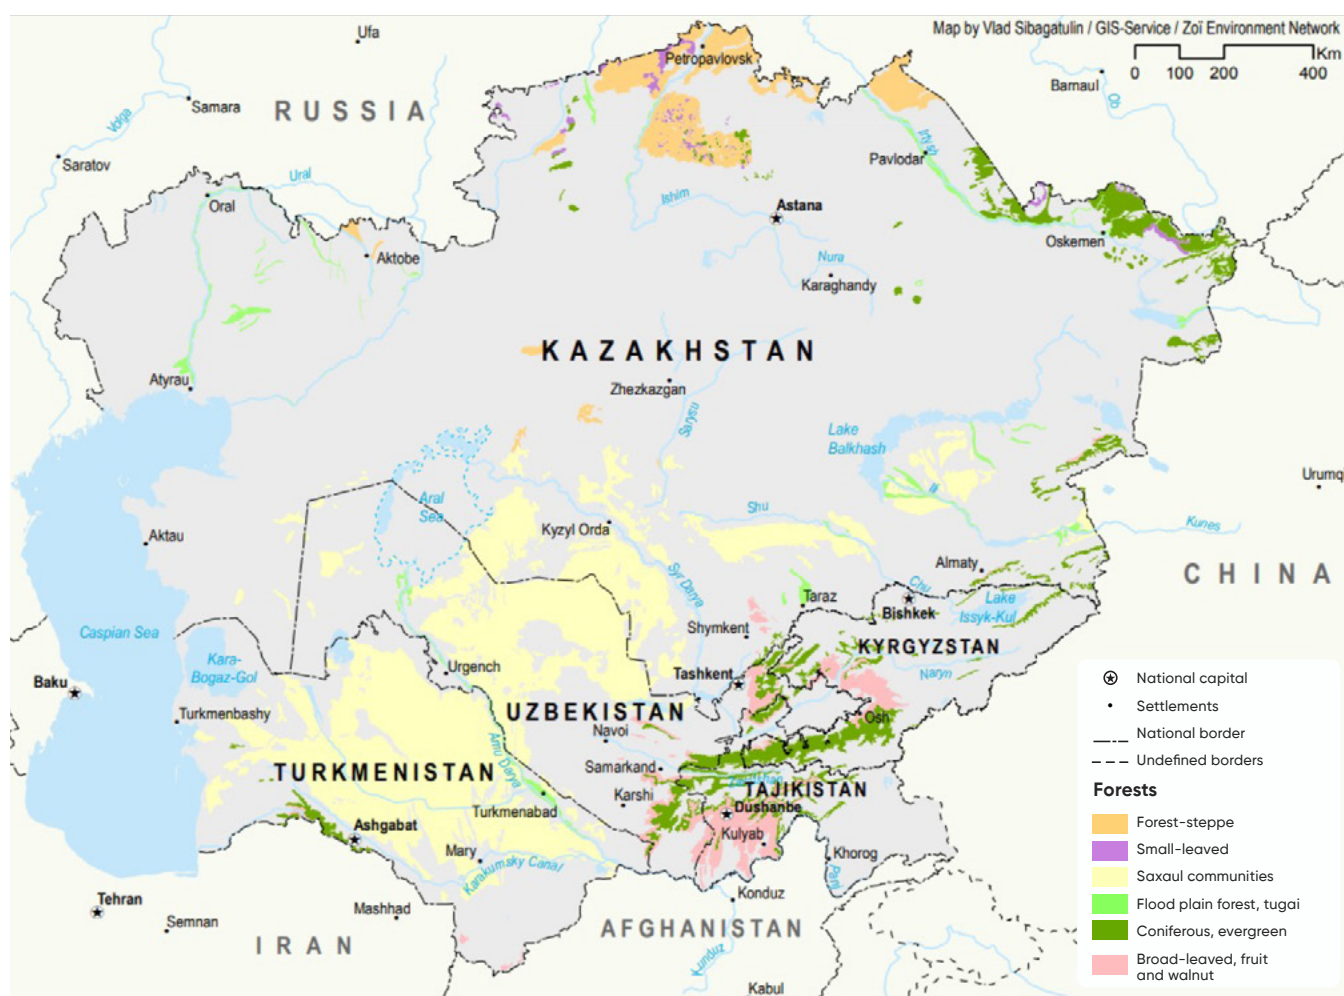 Map by Vlad Sibagatulin / GIS-Service / Zoï Environment Network
Km
0 100 200 400
Ufa
Petropavlovsk
Barnaul
Ob
Samara
RUSSIA
Volga
Saratov
Irtysh
Pavlodar
Ural
Oral
Ishim
Astana
Oskemen
Aktobe
Nura
Karaghandy
KAZAKHSTAN
Atyrau
Zhezkazgan
Sarysu
Lake
Balkhash
Ili
Urumq
Aral
Sea
Kyzyl Orda
Shu
Kunes
Aktau
Almaty
CHINA
Syr Darya
Chu
Taraz
Bishkek
Lake
Issyk-Kul
Caspian Sea
Shymkent
KYRGYZSTAN
Kara-
Bogaz-Gol
Urgench
Tashkent
Naryn
Baku
Turkmenbashy
UZBEKISTAN
Osh
Navoi
Amu Darya
Samarkand
TURKMENISTAN
Zaravshan
TAJIKISTAN
Karshi
Dushanbe
Turkmenabad
Ashgabat
Kulyab
Mary
Karakumsky Canal
Khorog
Panj
Tehran
Konduz
Mashhad
Semnan
IRAN
AFGHANISTAN
Kunduz
Kabul
National capital
Settlements
National border
Undefined borders
Forests
Forest-steppe
Small-leaved
Saxaul communities
Flood plain forest, tugai
Coniferous, evergreen
Broad-leaved, fruit
and walnut